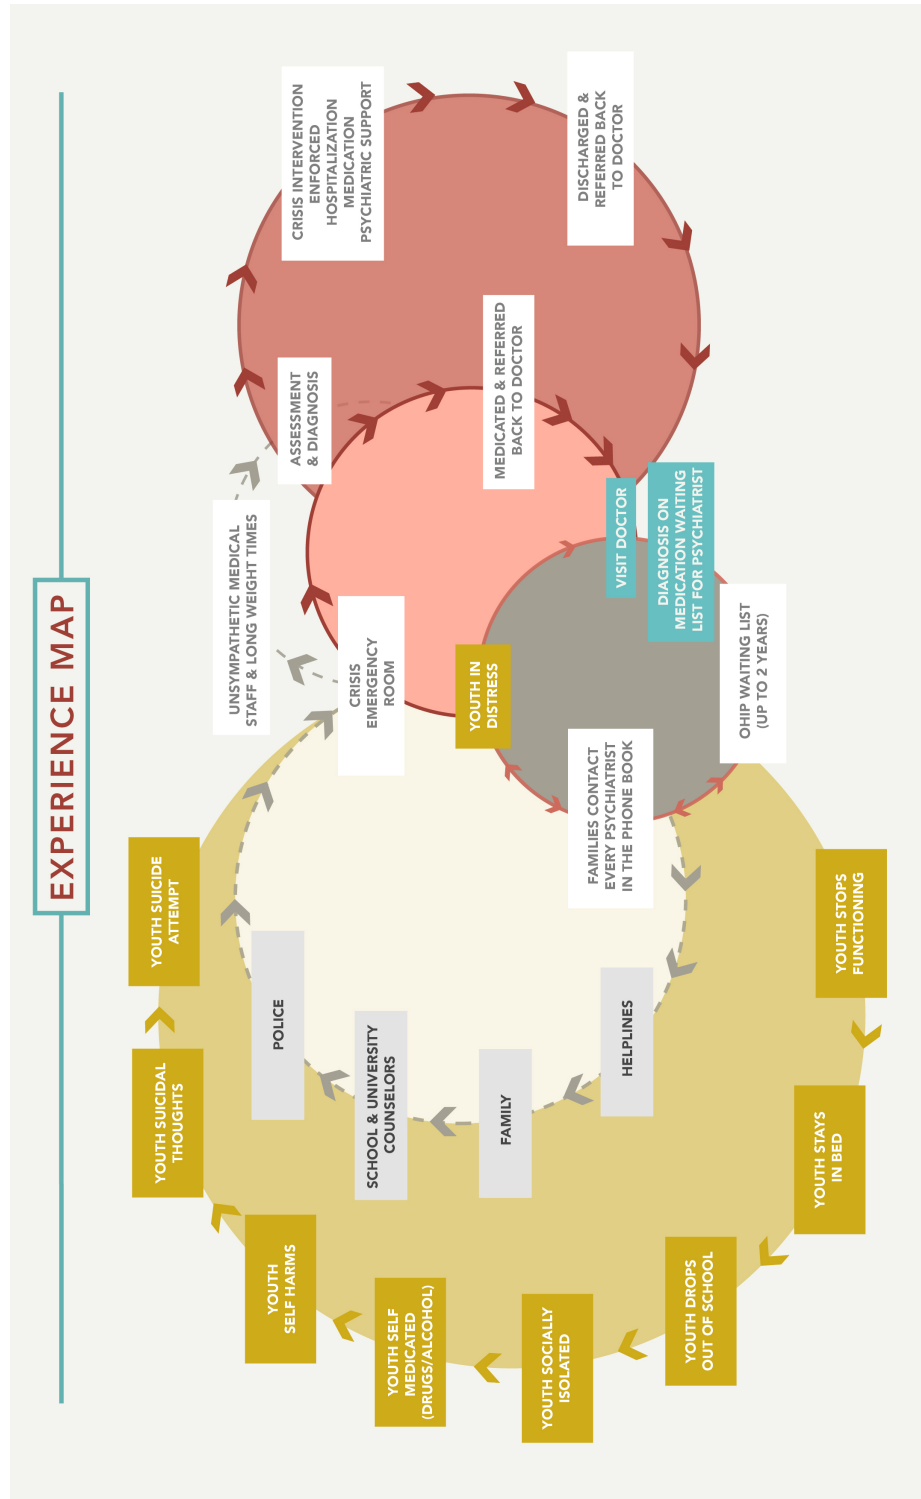 EXPERIENCE MAP
YOUTH SUICIDE
ATTEMPT
YOUTH SUICIDAL
THOUGHTS
YOUTH
SELF HARMS
YOUTH SELF
MEDICATED
(DRUGS/ALCOHOL)
YOUTH SOCIALLY
ISOLATED
YOUTH DROPS
OUT OF SCHOOL
YOUTH STAYS
IN BED
YOUTH STOPS
FUNCTIONING
POLICE
SCHOOL & UNIVERSITY
COUNSELORS
FAMILY
HELPLINES
UNSYMPATHETIC MEDICAL
STAFF & LONG WEIGHT TIMES
CRISIS
EMERGENCY
ROOM
YOUTH IN
DISTRESS
FAMILIES CONTACT
EVERY PSYCHIATRIST
IN THE PHONE BOOK
OHIP WAITING LIST
(UP TO 2 YEARS)
VISIT DOCTOR
DIAGNOSIS ON
MEDICATION WAITING
LIST FOR PSYCHIATRIST
ASSESSMENT
& DIAGNOSIS
MEDICATED & REFERRED
BACK TO DOCTOR
CRISIS INTERVENTION
ENFORCED
HOSPITALIZATION
MEDICATION
PSYCHIATRIC SUPPORT
DISCHARGED &
REFERRED BACK
TO DOCTOR